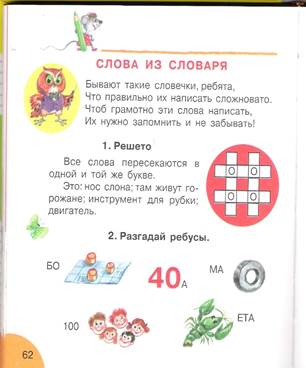 СЛОВА ИЗ СЛОВАРЯ
Бывают такие словечки, ребята,
Что правильно их написать сложновато.
Чтоб грамотно эти слова написать,
Их нужно запомнить и не забывать!
1. Решето
Все слова пересекаются в
одной и той же букве.
Это: нос слона; там живут го-
рожане; инструмент для рубки;
двигатель.
О О
О О
2. Разгадай ребусы.
БО
40А
МА
100
ЕТА
62